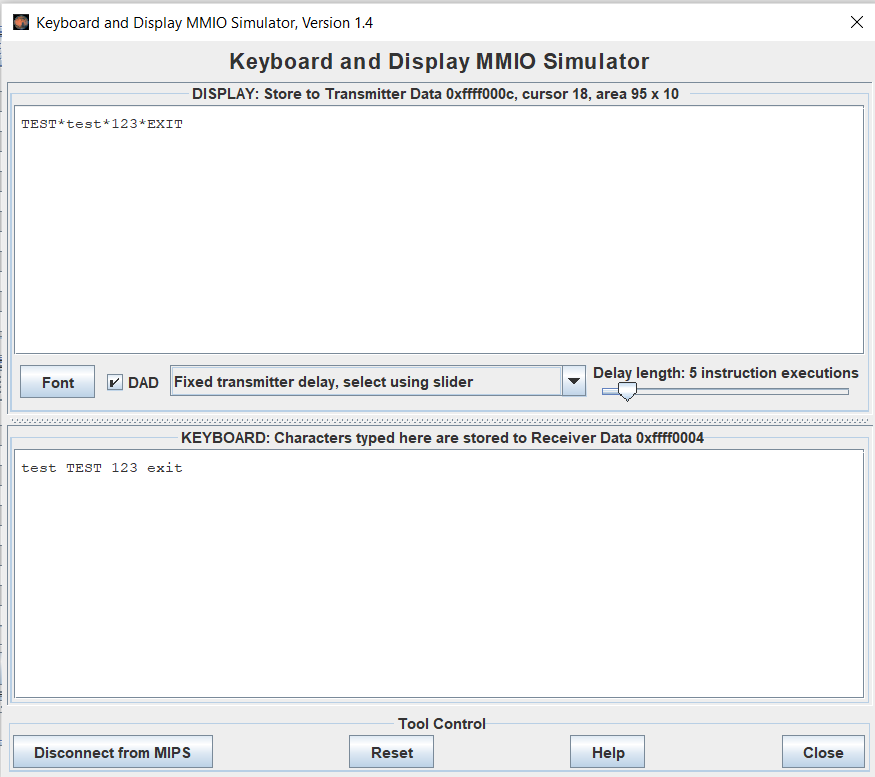 Keyboard and Display MMIO Simulator, Version 1.4
Keyboard and Display MMIO Simulator
DISPLAY: Store to Transmitter Data 0xffff000c, cursor 18, area 95 x 10
TEST*test*123*EXIT
Font DAD Fixed transmitter delay, select using slider Delay length: 5 instruction executions
KEYBOARD: Characters typed here are stored to Receiver Data 0xffff0004
test TEST 123 exit
Tool Control
Disconnect from MIPS Reset Help Close